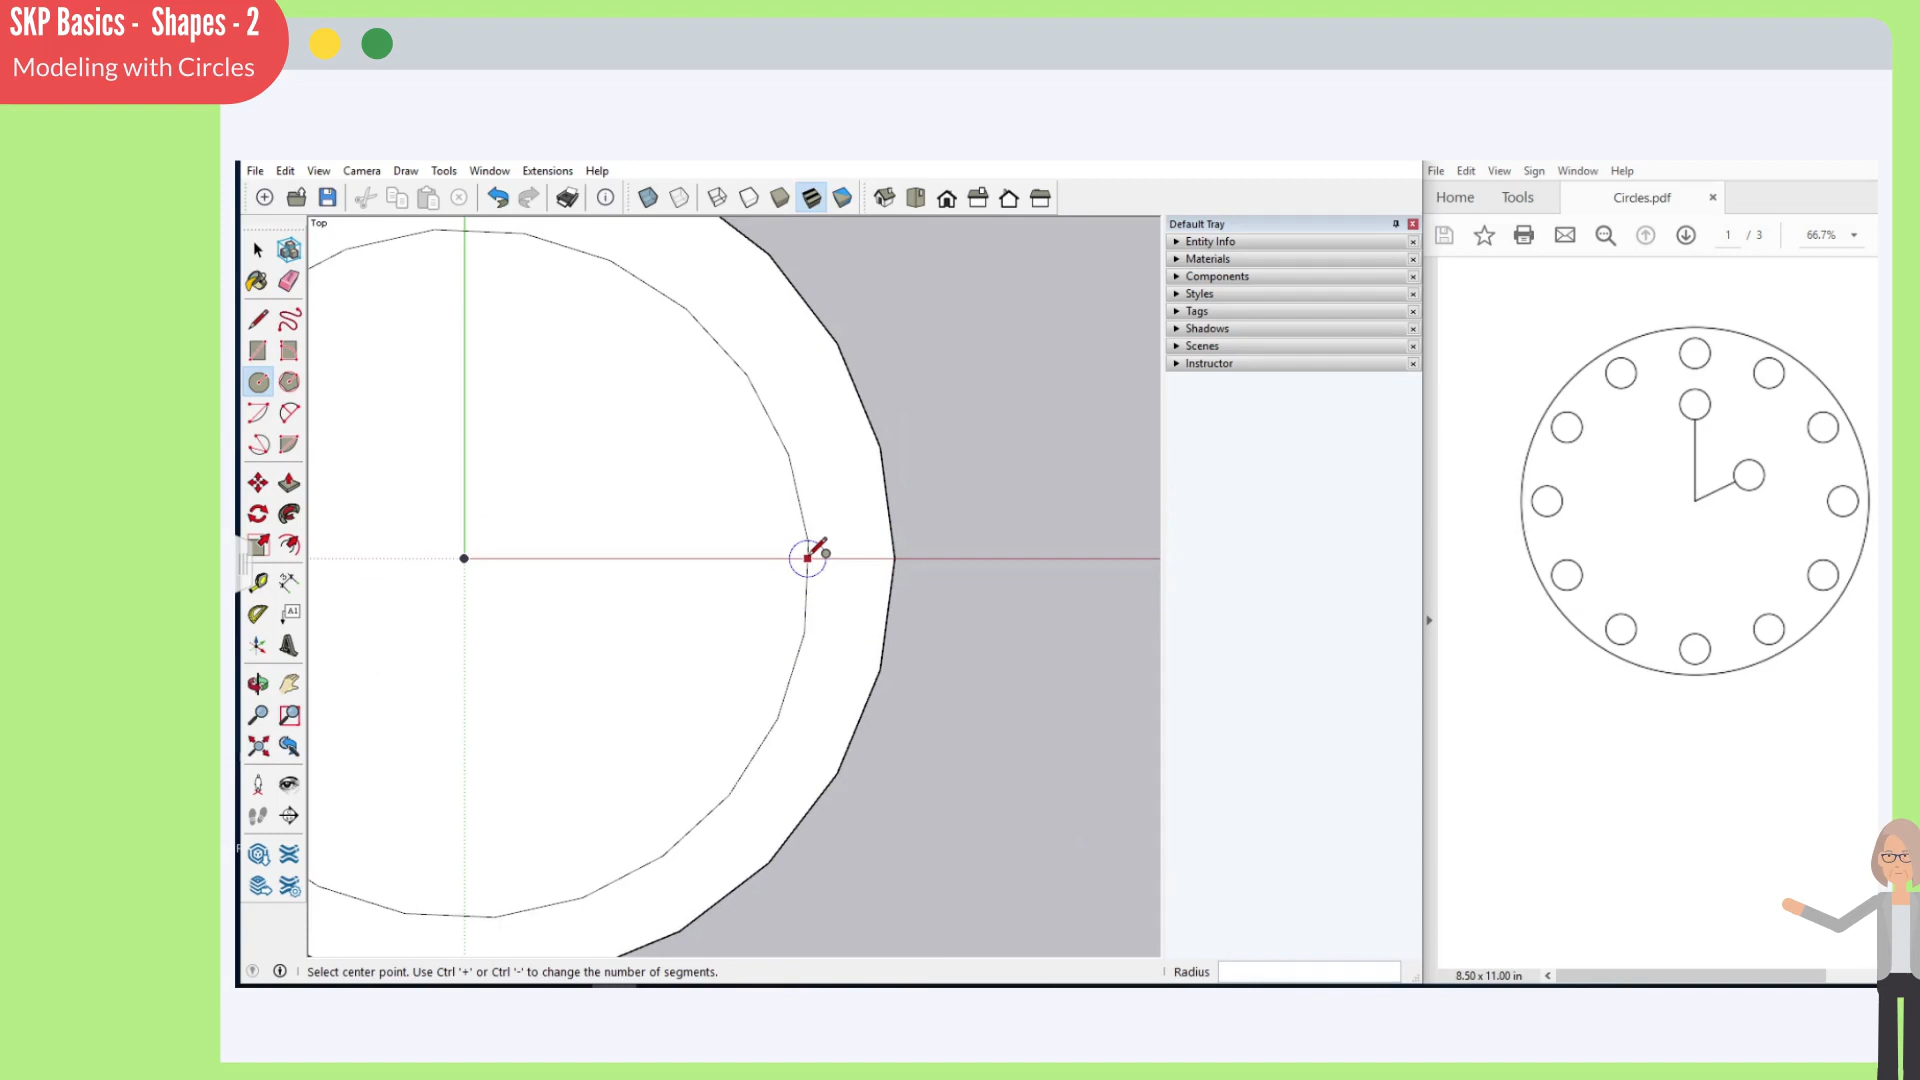 SKP Basics - Shapes - 2
Modeling with Circles
File Edit View Camera Draw Tools Window Extensions Help
File Edit View Sign Window Help
Home Tools Circles.pdf
1 / 3 66.7%
Top
A1
Default Tray
Entity Info
Materials
Components
Styles
Tags
Shadows
Scenes
Instructor
Select center point. Use Ctrl '+' or Ctrl '-' to change the number of segments.
Radius
8.50 x 11.00 in